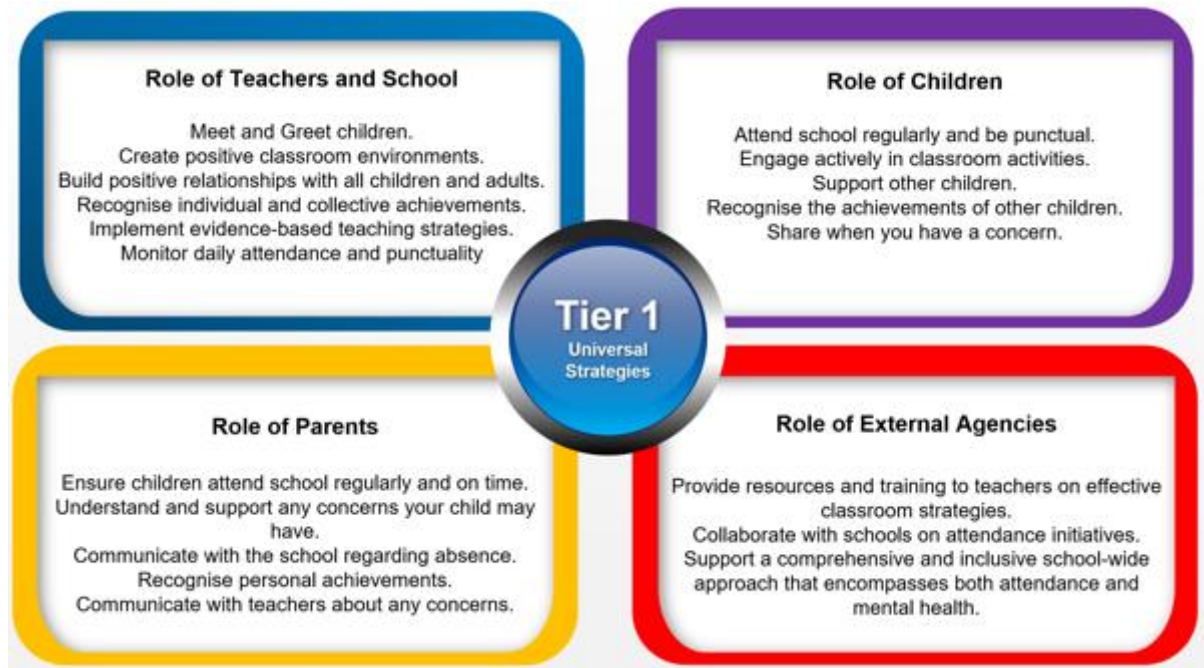 Role of Teachers and School
Meet and Greet children.
Create positive classroom environments.
Build positive relationships with all children and adults.
Recognise individual and collective achievements.
Implement evidence-based teaching strategies.
Monitor daily attendance and punctuality
Role of Children
Attend school regularly and be punctual.
Engage actively in classroom activities.
Support other children.
Recognise the achievements of other children.
Share when you have a concern.
Tier 1
Universal
Strategies
Role of Parents
Ensure children attend school regularly and on time.
Understand and support any concerns your child may
have.
Communicate with the school regarding absence.
Recognise personal achievements.
Communicate with teachers about any concerns.
Role of External Agencies
Provide resources and training to teachers on effective
classroom strategies.
Collaborate with schools on attendance initiatives.
Support a comprehensive and inclusive school-wide
approach that encompasses both attendance and
mental health.